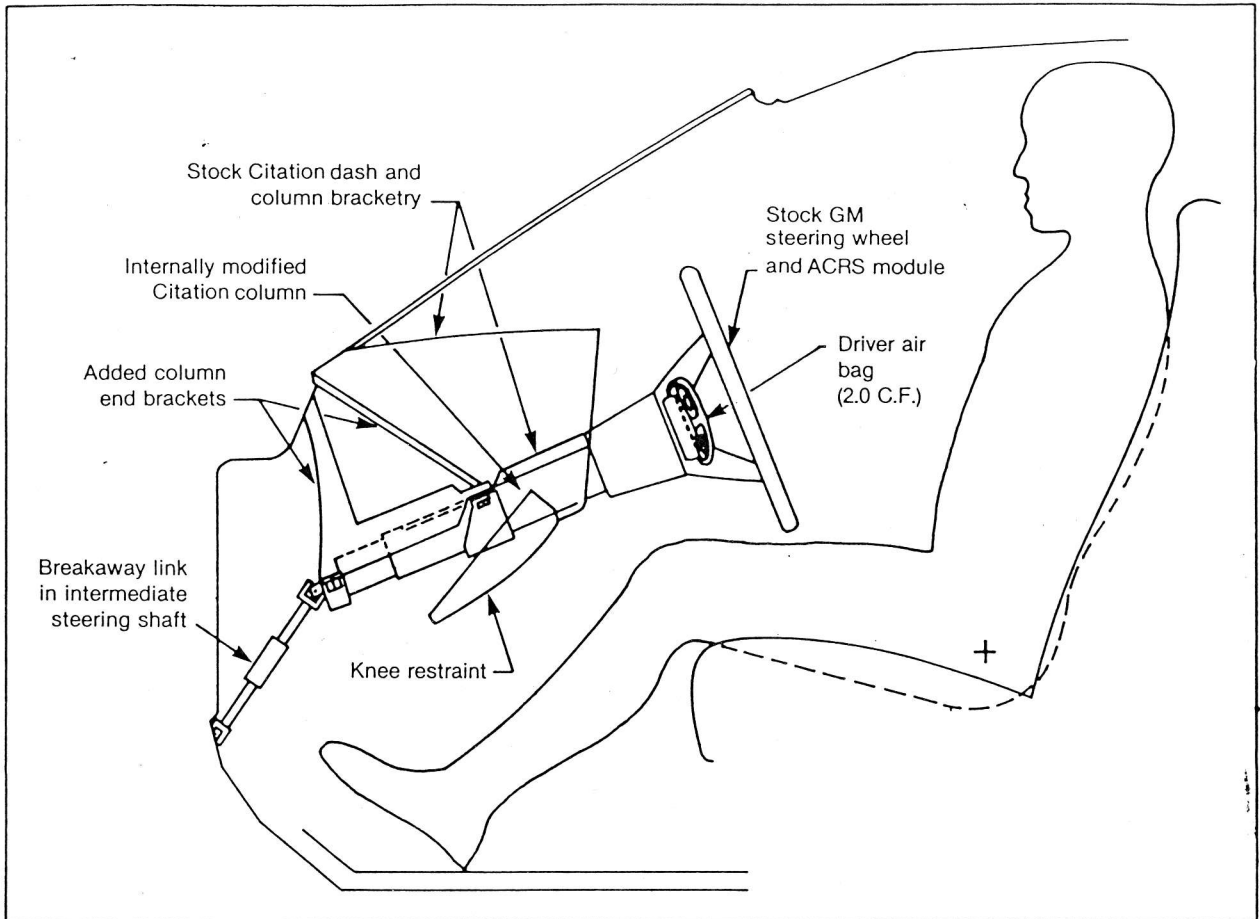 Stock Citation dash and
column bracketry
Internally modified
Citation column
Added column
end brackets
Breakaway link
in intermediate
steering shaft
Knee restraint
Stock GM
steering wheel
and ACRS module
Driver air
bag
(2.0 C.F.)